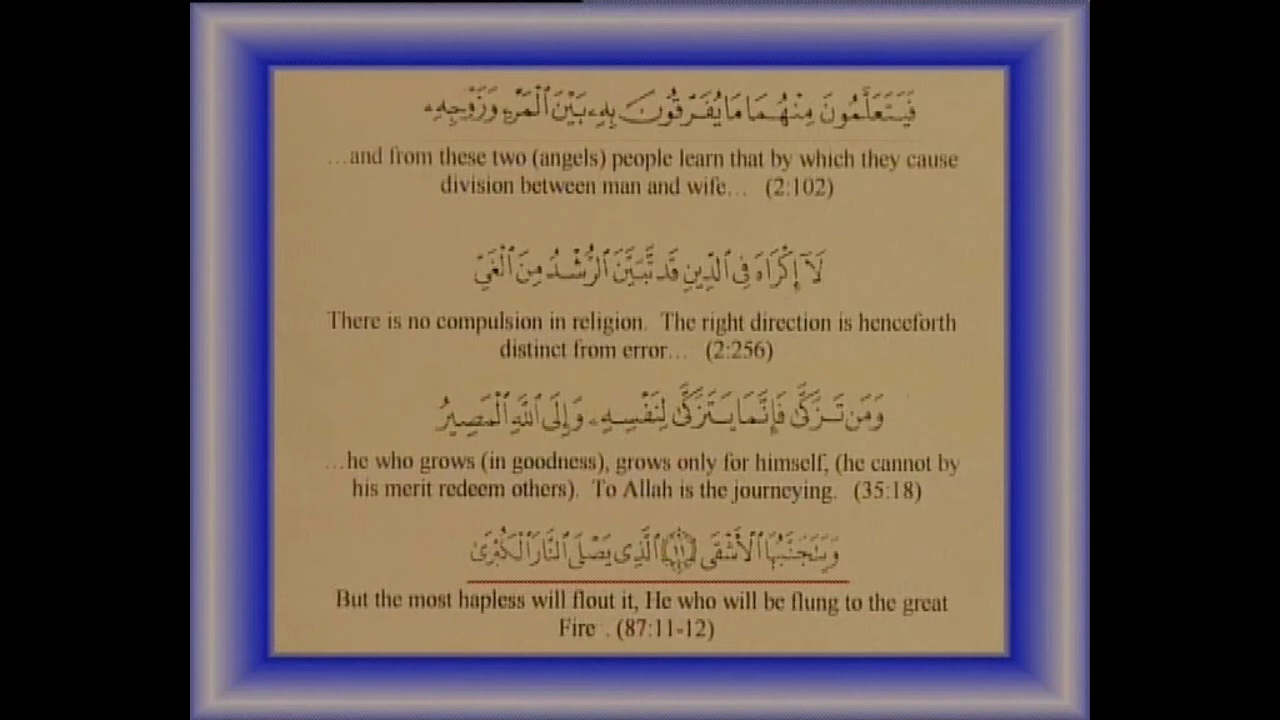 فَيَتَعَلَّمُونَ مِنْهُمَا مَا يُفَرِّقُونَ بِهِۦ بَيْنَ ٱلْمَرْءِ وَزَوْجِهِۦ
...and from these two (angels) people learn that by which they cause
division between man and wife... (2:102)
لَآ إِكْرَاهَ فِى ٱلدِّينِ قَد تَّبَيَّنَ ٱلرُّشْدُ مِنَ ٱلْغَىِّ
There is no compulsion in religion. The right direction is henceforth
distinct from error... (2:256)
وَمَن تَزَكَّىٰ فَإِنَّمَا يَتَزَكَّىٰ لِنَفْسِهِۦ وَإِلَى ٱللَّهِ ٱلْمَصِيرُ
...he who grows (in goodness), grows only for himself, (he cannot by
his merit redeem others). To Allah is the journeying. (35:18)
وَيَتَجَنَّبُهَا ٱلْأَشْقَى ١١ ٱلَّذِى يَصْلَى ٱلنَّارَ ٱلْكُبْرَىٰ
But the most hapless will flout it, He who will be flung to the great
Fire . (87:11-12)